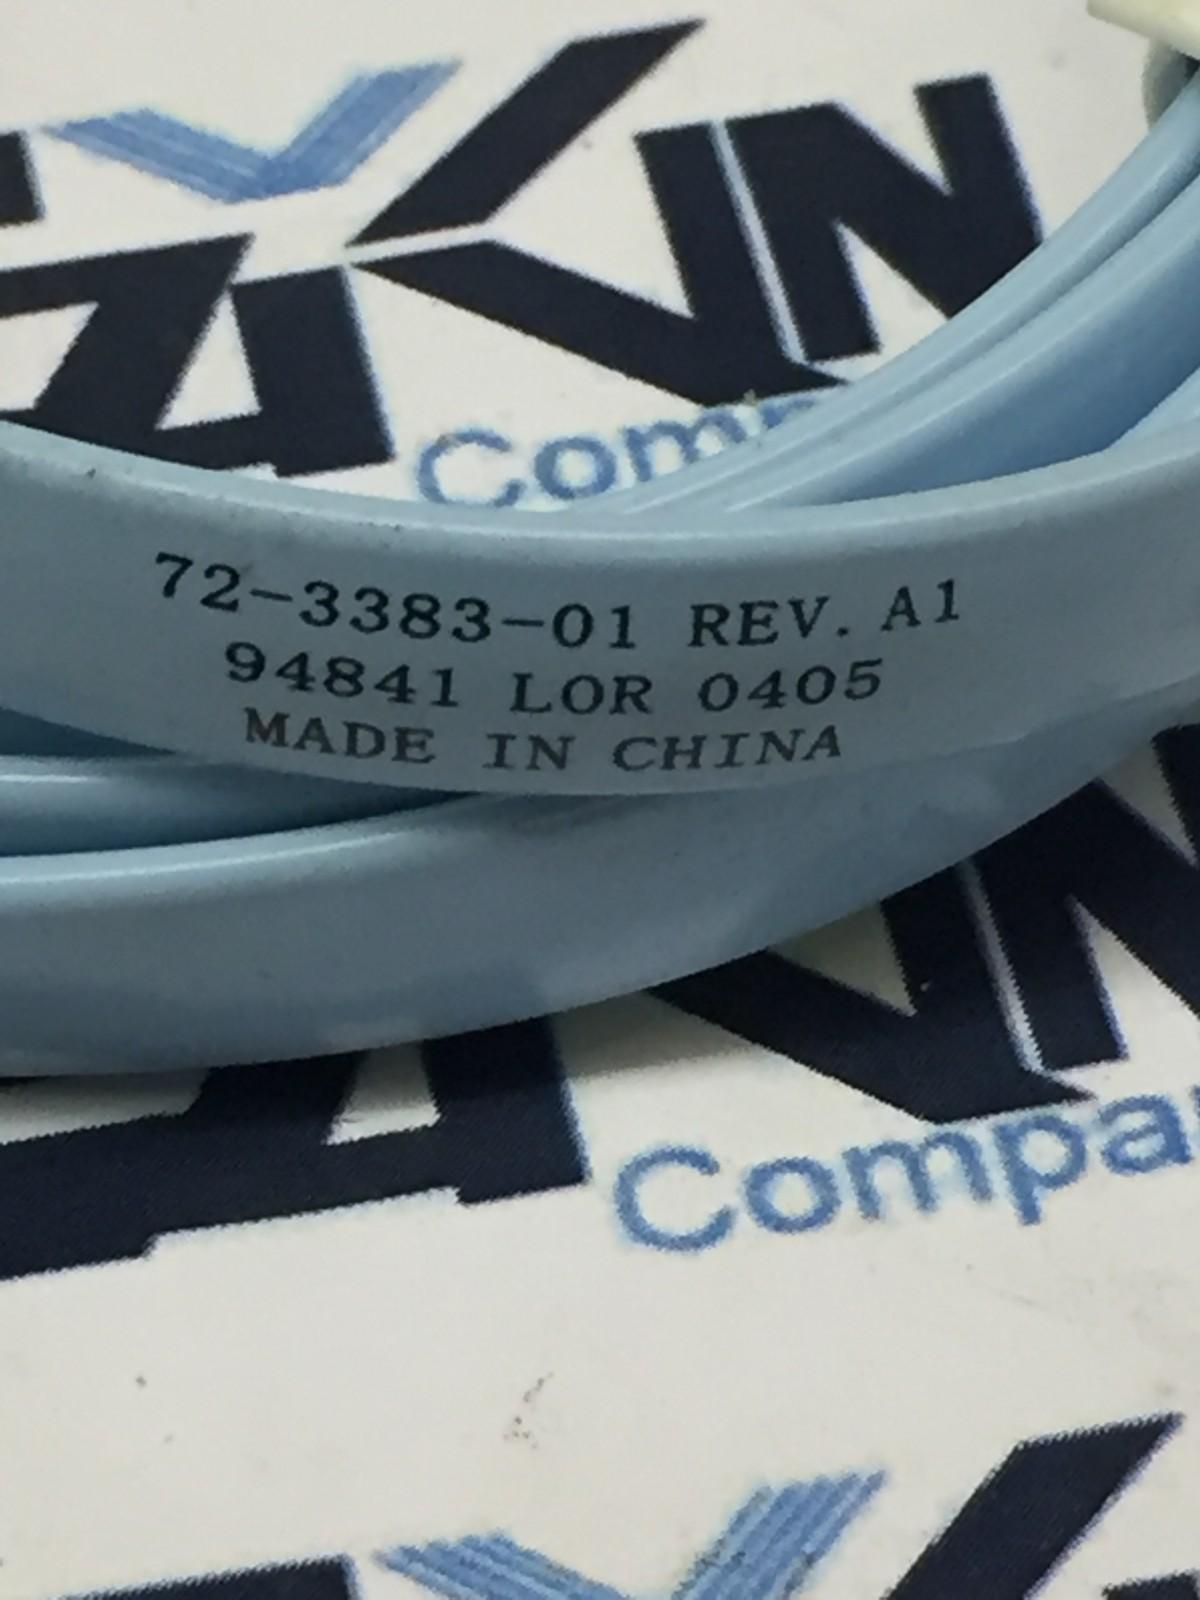 Comp
72-3383-01 REV. A1
94841 LOR 0405
MADE IN CHINA
Compa